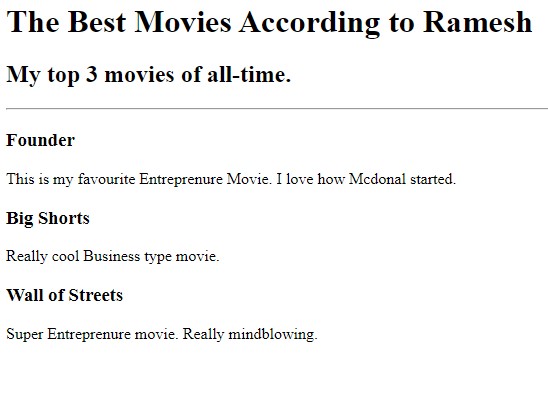 The Best Movies According to Ramesh
My top 3 movies of all-time.
Founder
This is my favourite Entreprenure Movie. I love how Mcdonal started.
Big Shorts
Really cool Business type movie.
Wall of Streets
Super Entreprenure movie. Really mindblowing.